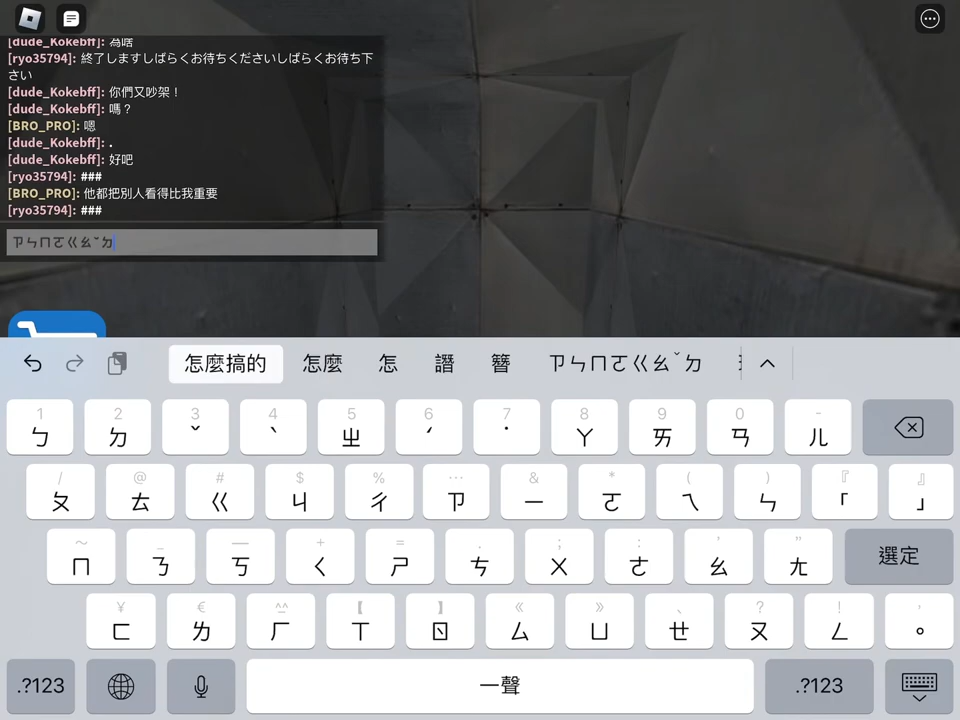 [dude_Kokebff]: 為啥
[ryo35794]: 終了しますしばらくお待ちくださいしばらくお待ち下
さい
[dude_Kokebff]: 你們又吵架！
[dude_Kokebff]: 嗎？
[BRO_PRO]: 嗯
[dude_Kokebff]: .
[dude_Kokebff]: 好吧
[ryo35794]: ###
[BRO_PRO]: 他都把別人看得比我重要
[ryo35794]: ###
ㄗㄣㄇㄛㄍㄠˇㄉ
怎麼搞的 怎麼 怎 譖 簪 ㄗㄣㄇㄛㄍㄠˇㄉ
1 2 3 4 5 6 7 8 9 0 -
ㄅ ㄉ ˇ ˋ ㄓ ˊ ˙ ㄚ ㄞ ㄢ ㄦ
/ @ # $ % … & * ( ) 『 』
ㄆ ㄊ ㄍ ㄐ ㄔ ㄗ ㄧ ㄛ ㄟ ㄣ 「 」
~ _ — + = . ; : ' "
ㄇ ㄋ ㄎ ㄑ ㄕ ㄘ ㄨ ㄜ ㄠ ㄤ 選定
¥ € ^^ 【 】 《 》 、 ? ! ,
ㄈ ㄌ ㄏ ㄒ ㄖ ㄙ ㄩ ㄝ ㄡ ㄥ 。
.?123 一聲 .?123